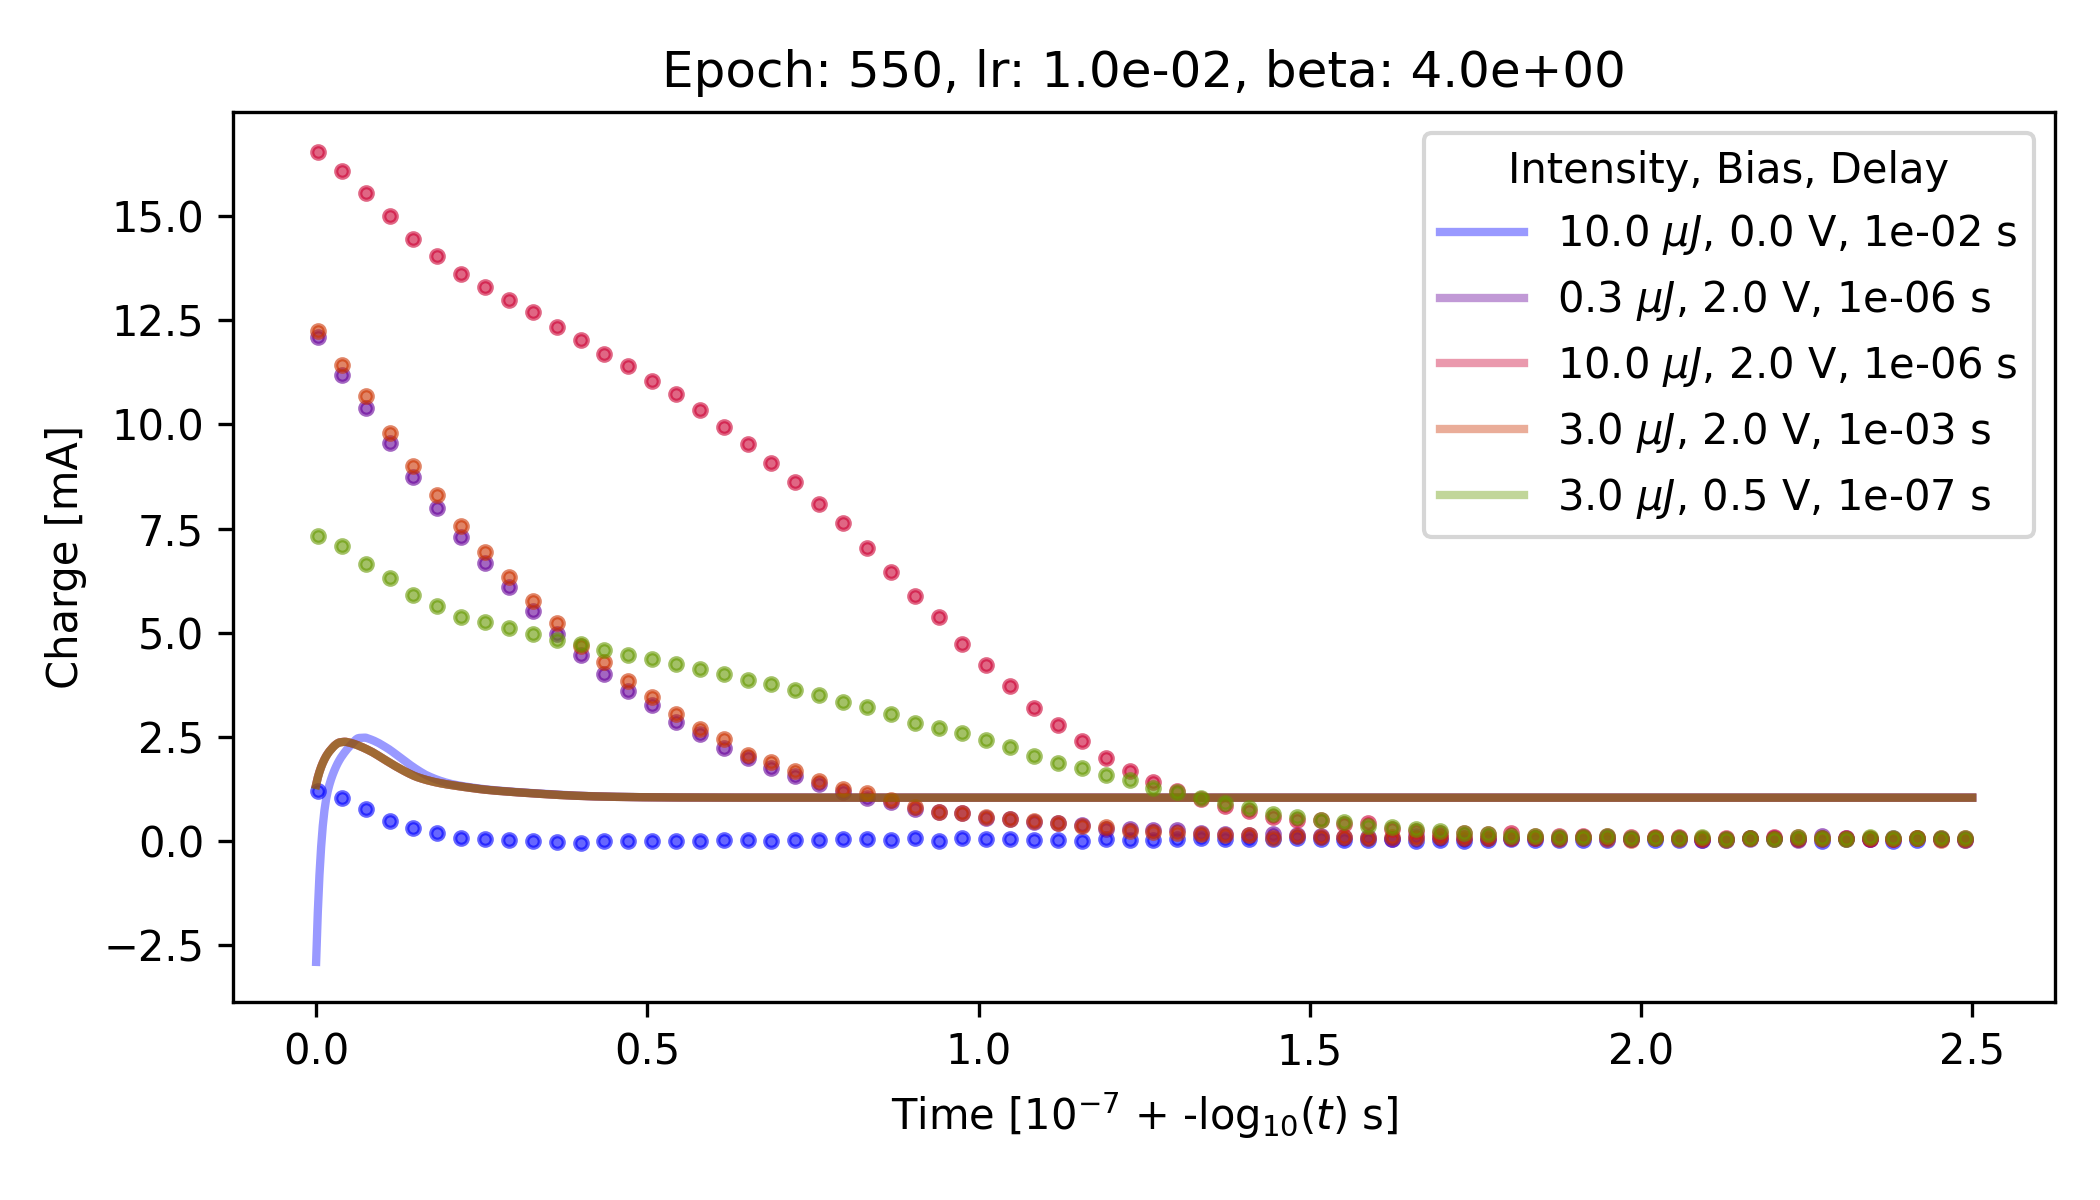 Epoch: 550, lr: 1.0e-02, beta: 4.0e+00
Intensity, Bias, Delay
10.0 μJ, 0.0 V, 1e-02 s
0.3 μJ, 2.0 V, 1e-06 s
10.0 μJ, 2.0 V, 1e-06 s
3.0 μJ, 2.0 V, 1e-03 s
3.0 μJ, 0.5 V, 1e-07 s
Charge [mA]
15.0
12.5
10.0
7.5
5.0
2.5
0.0
−2.5
0.0 0.5 1.0 1.5 2.0 2.5
Time [10⁻⁷ + -log₁₀(t) s]